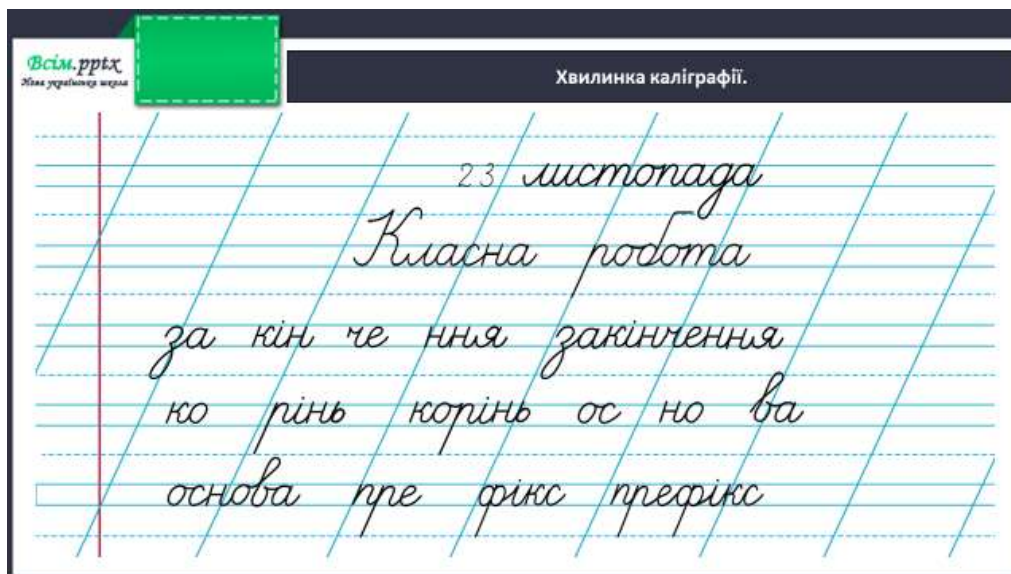 Всім.pptx
Нова українська школа
Хвилинка каліграфії.
23 листопада
Класна робота
за кін че ння закінчення
ко рінь корінь ос но ва
основа пре фікс префікс